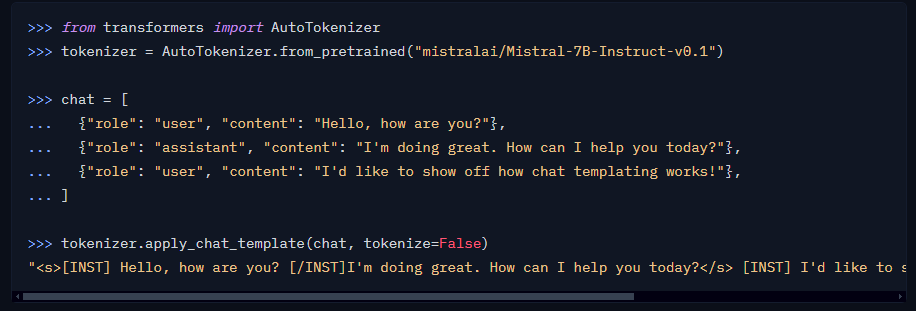 >>> from transformers import AutoTokenizer
>>> tokenizer = AutoTokenizer.from_pretrained("mistralai/Mistral-7B-Instruct-v0.1")
>>> chat = [
...   {"role": "user", "content": "Hello, how are you?"},
...   {"role": "assistant", "content": "I'm doing great. How can I help you today?"},
...   {"role": "user", "content": "I'd like to show off how chat templating works!"},
... ]
>>> tokenizer.apply_chat_template(chat, tokenize=False)
"<s>[INST] Hello, how are you? [/INST]I'm doing great. How can I help you today?</s> [INST] I'd like to s